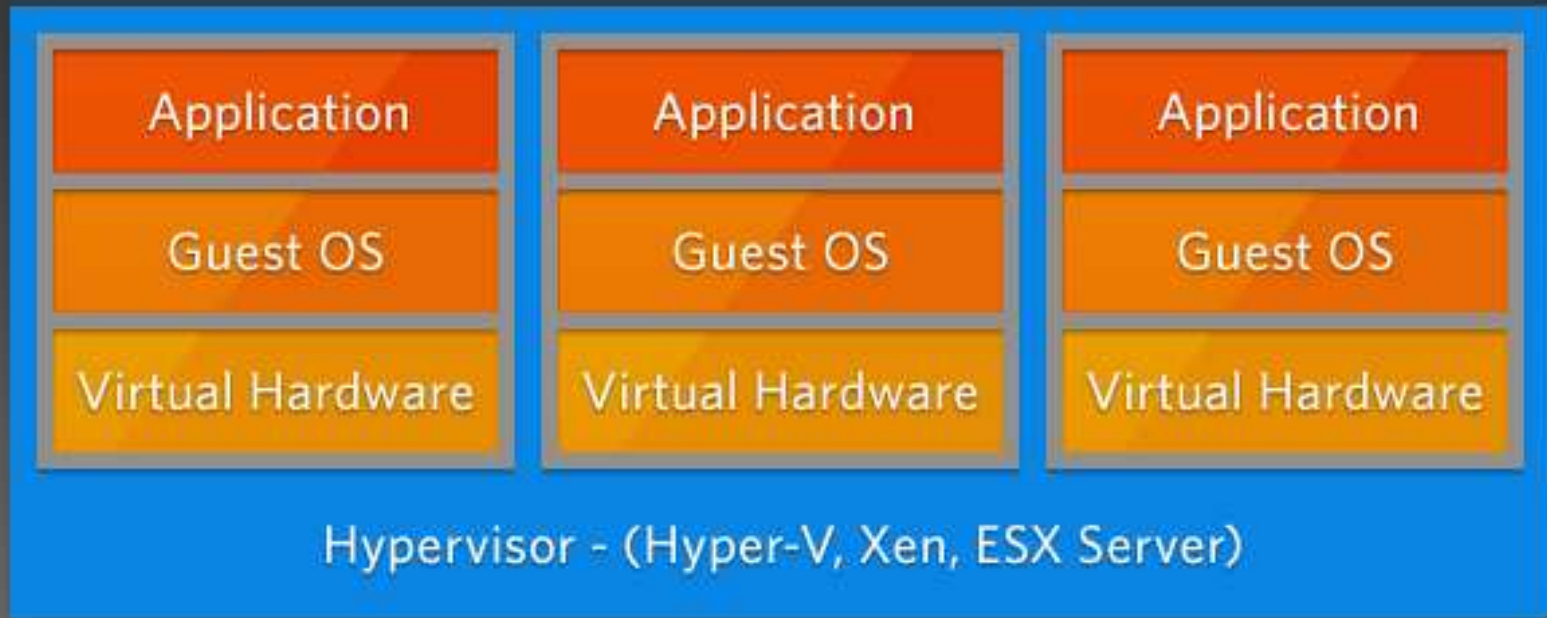 Application
Application
Application
Guest OS
Guest OS
Guest OS
Virtual Hardware
Virtual Hardware
Virtual Hardware
Hypervisor - (Hyper-V, Xen, ESX Server)